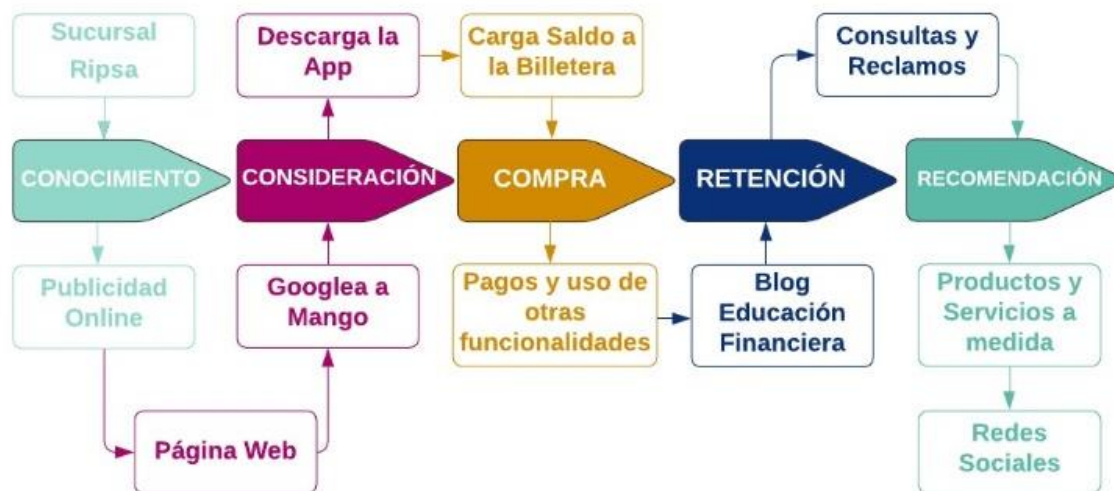 Sucursal
Ripsa
Descarga la
App
Carga Saldo a
la Billetera
Consultas y
Reclamos
CONOCIMIENTO
CONSIDERACIÓN
COMPRA
RETENCIÓN
RECOMENDACIÓN
Publicidad
Online
Googlea a
Mango
Pagos y uso de
otras
funcionalidades
Blog
Educación
Financiera
Productos y
Servicios a
medida
Página Web
Redes
Sociales